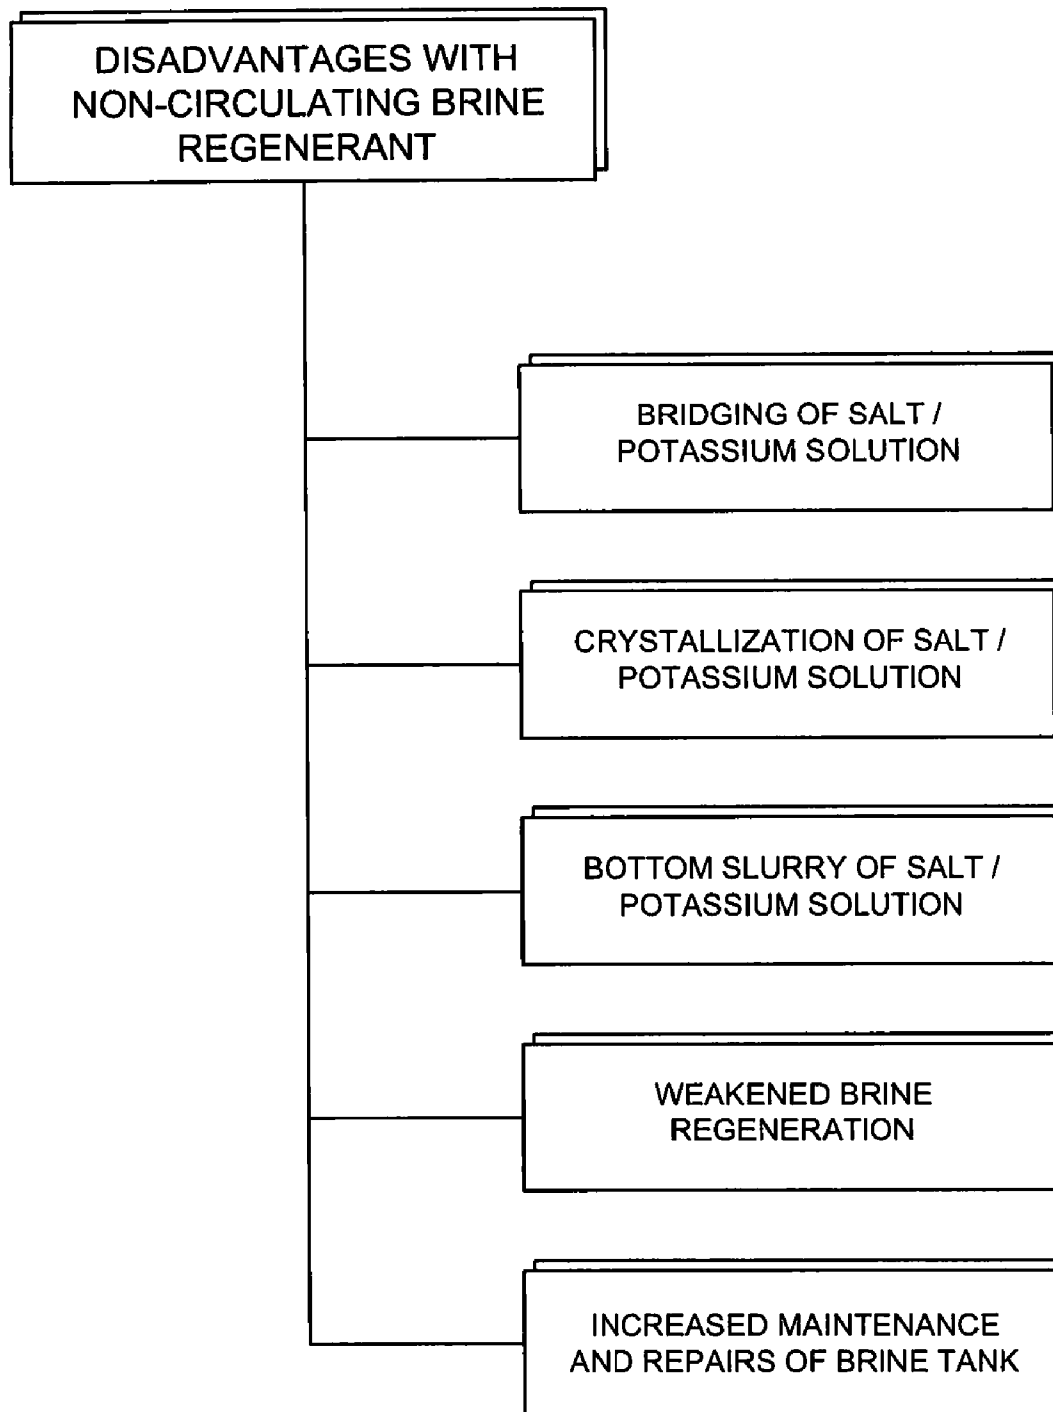 DISADVANTAGES WITH
NON-CIRCULATING BRINE
REGENERANT
BRIDGING OF SALT /
POTASSIUM SOLUTION
CRYSTALLIZATION OF SALT /
POTASSIUM SOLUTION
BOTTOM SLURRY OF SALT /
POTASSIUM SOLUTION
WEAKENED BRINE
REGENERATION
INCREASED MAINTENANCE
AND REPAIRS OF BRINE TANK